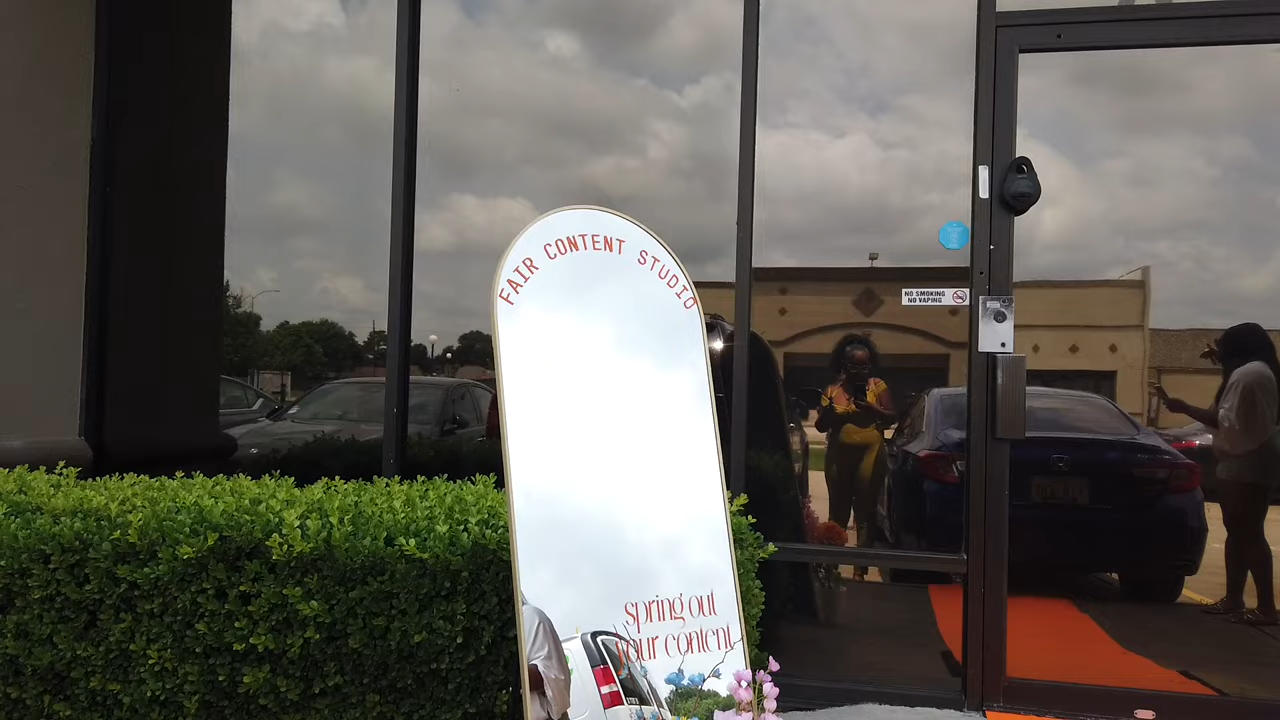 FAIR CONTENT STUDIO
NO SMOKING
NO VAPING
spring out
your content